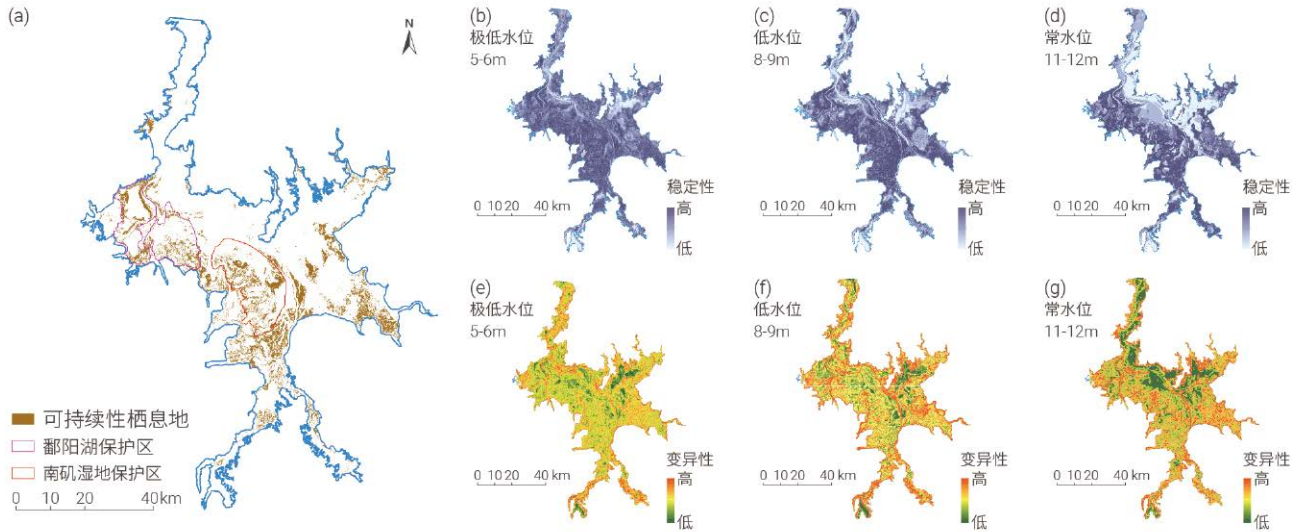 (a)
N
可持续性栖息地
鄱阳湖保护区
南矶湿地保护区
0 10 20 40 km
(b)
极低水位
5-6m
稳定性
高
低
0 10 20 40 km
(c)
低水位
8-9m
稳定性
高
低
0 10 20 40 km
(d)
常水位
11-12m
稳定性
高
低
0 10 20 40 km
(e)
极低水位
5-6m
变异性
高
低
0 10 20 40 km
(f)
低水位
8-9m
变异性
高
低
0 10 20 40 km
(g)
常水位
11-12m
变异性
高
低
0 10 20 40 km